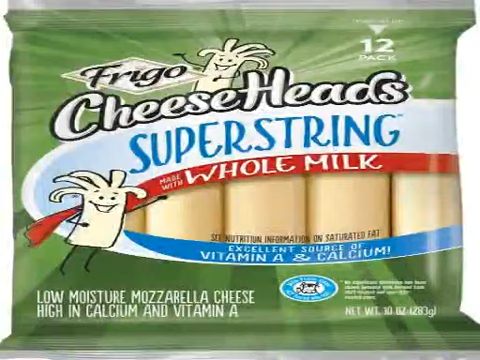 12
PACK
Frigo
CheeseHeads
SUPERSTRING
MADE WITH WHOLE MILK
SEE NUTRITION INFORMATION ON SATURATED FAT
EXCELLENT SOURCE OF
VITAMIN A & CALCIUM!
LOW MOISTURE MOZZARELLA CHEESE
HIGH IN CALCIUM AND VITAMIN A
NET WT. 10 OZ (283g)